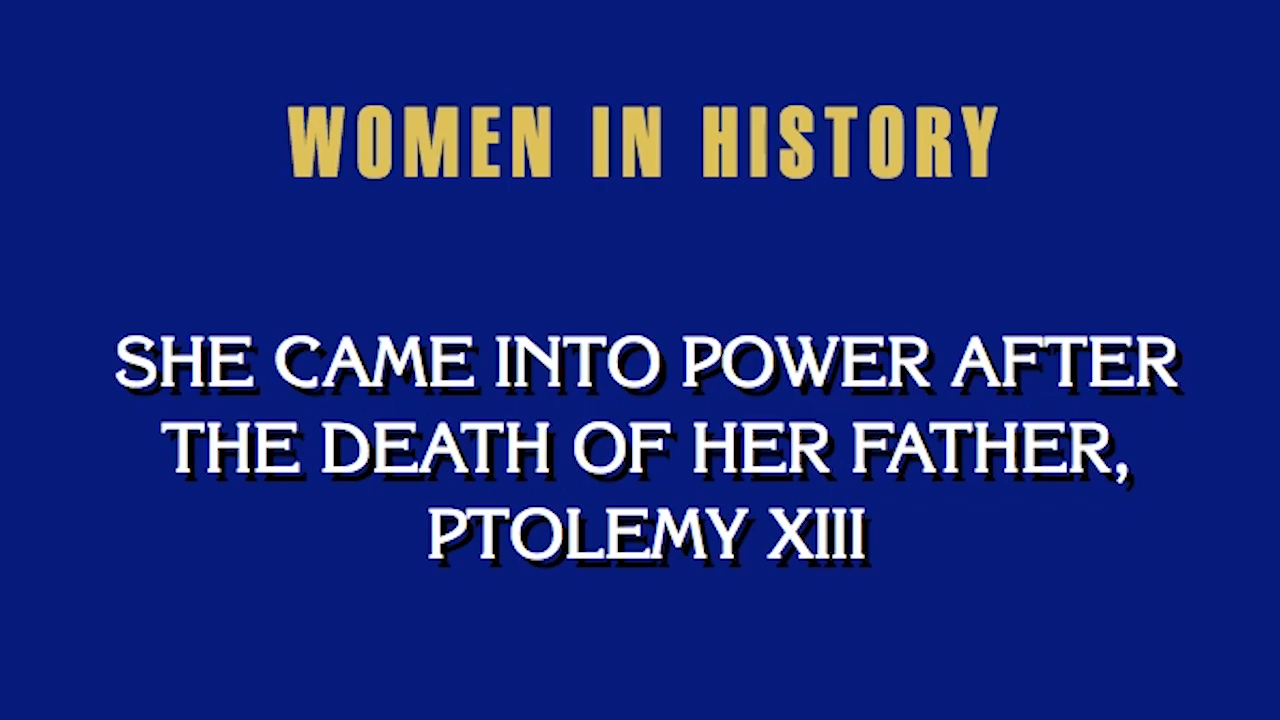 WOMEN IN HISTORY
SHE CAME INTO POWER AFTER
THE DEATH OF HER FATHER,
PTOLEMY XIII